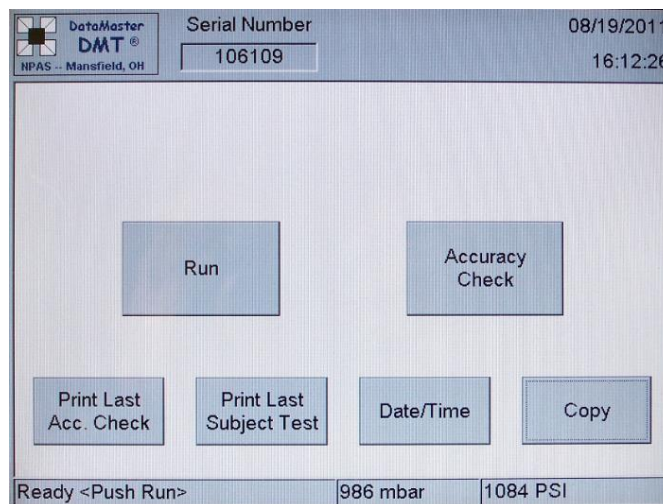 DataMaster
DMT ®
NPAS -- Mansfield, OH
Serial Number
106109
08/19/2011
16:12:26
Run
Accuracy
Check
Print Last
Acc. Check
Print Last
Subject Test
Date/Time
Copy
Ready <Push Run>
986 mbar
1084 PSI